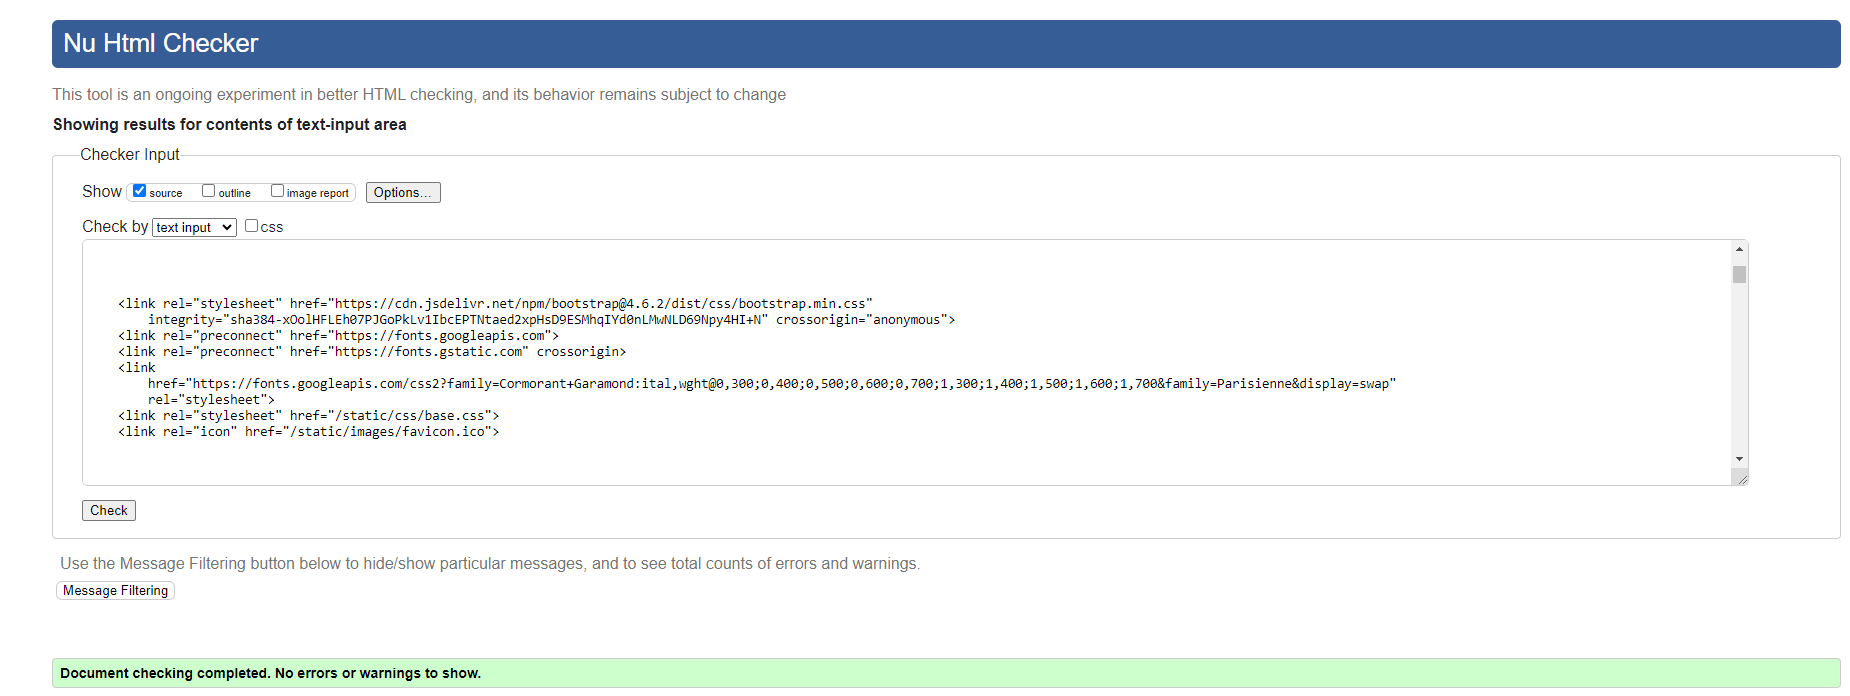 Nu Html Checker
This tool is an ongoing experiment in better HTML checking, and its behavior remains subject to change
Showing results for contents of text-input area
Checker Input
Show source outline image report Options...
Check by text input css
<link rel="stylesheet" href="https://cdn.jsdelivr.net/npm/bootstrap@4.6.2/dist/css/bootstrap.min.css"
integrity="sha384-xOolHFLEh07PJGoPkLv1IbcEPTNtaed2xpHsD9ESMhqIYd0nLMwNLD69Npy4HI+N" crossorigin="anonymous">
<link rel="preconnect" href="https://fonts.googleapis.com">
<link rel="preconnect" href="https://fonts.gstatic.com" crossorigin>
<link
href="https://fonts.googleapis.com/css2?family=Cormorant+Garamond:ital,wght@0,300;0,400;0,500;0,600;0,700;1,300;1,400;1,500;1,600;1,700&family=Parisienne&display=swap"
rel="stylesheet">
<link rel="stylesheet" href="/static/css/base.css">
<link rel="icon" href="/static/images/favicon.ico">
Check
Use the Message Filtering button below to hide/show particular messages, and to see total counts of errors and warnings.
Message Filtering
Document checking completed. No errors or warnings to show.